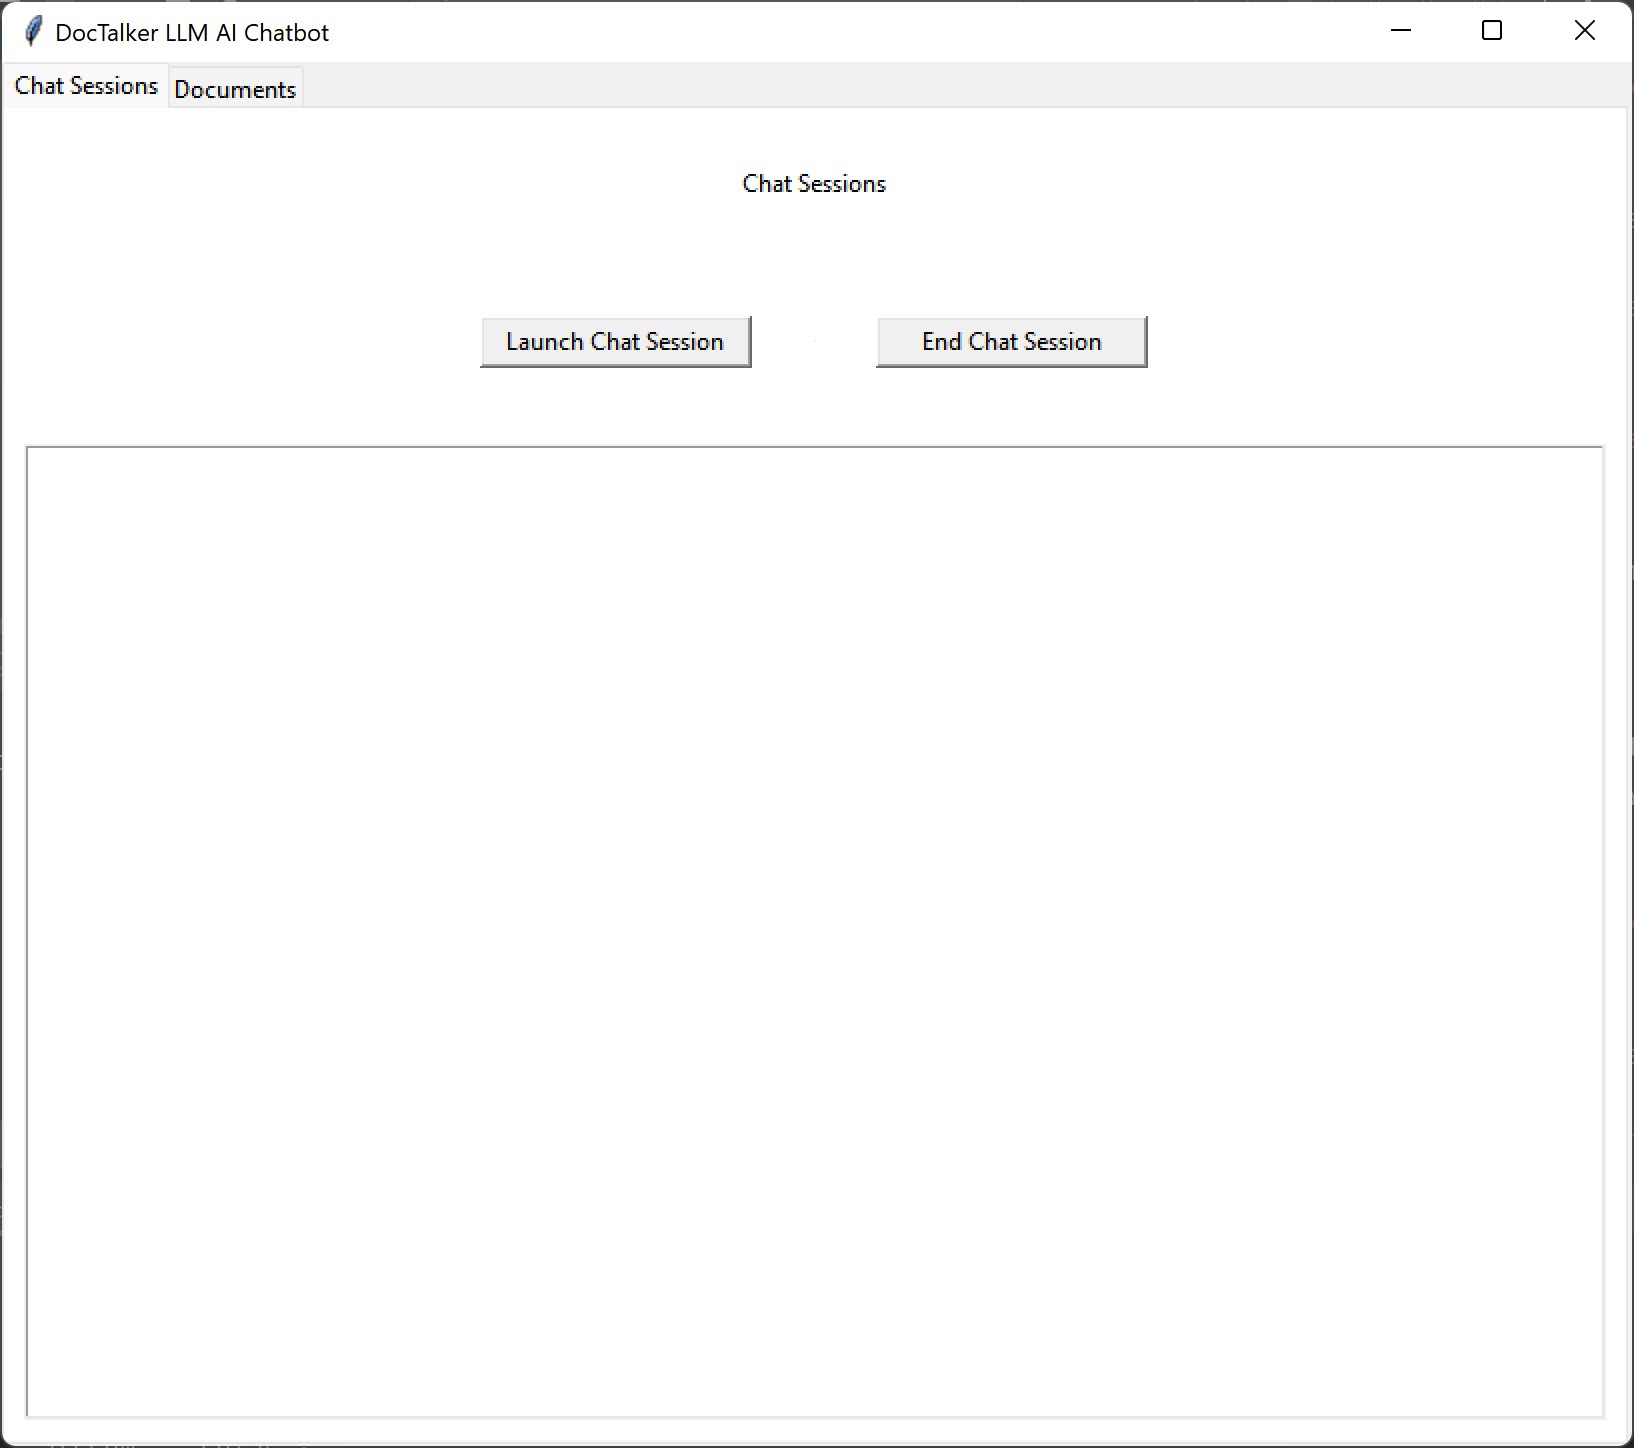 DocTalker LLM AI Chatbot
Chat Sessions Documents
Chat Sessions
Launch Chat Session End Chat Session